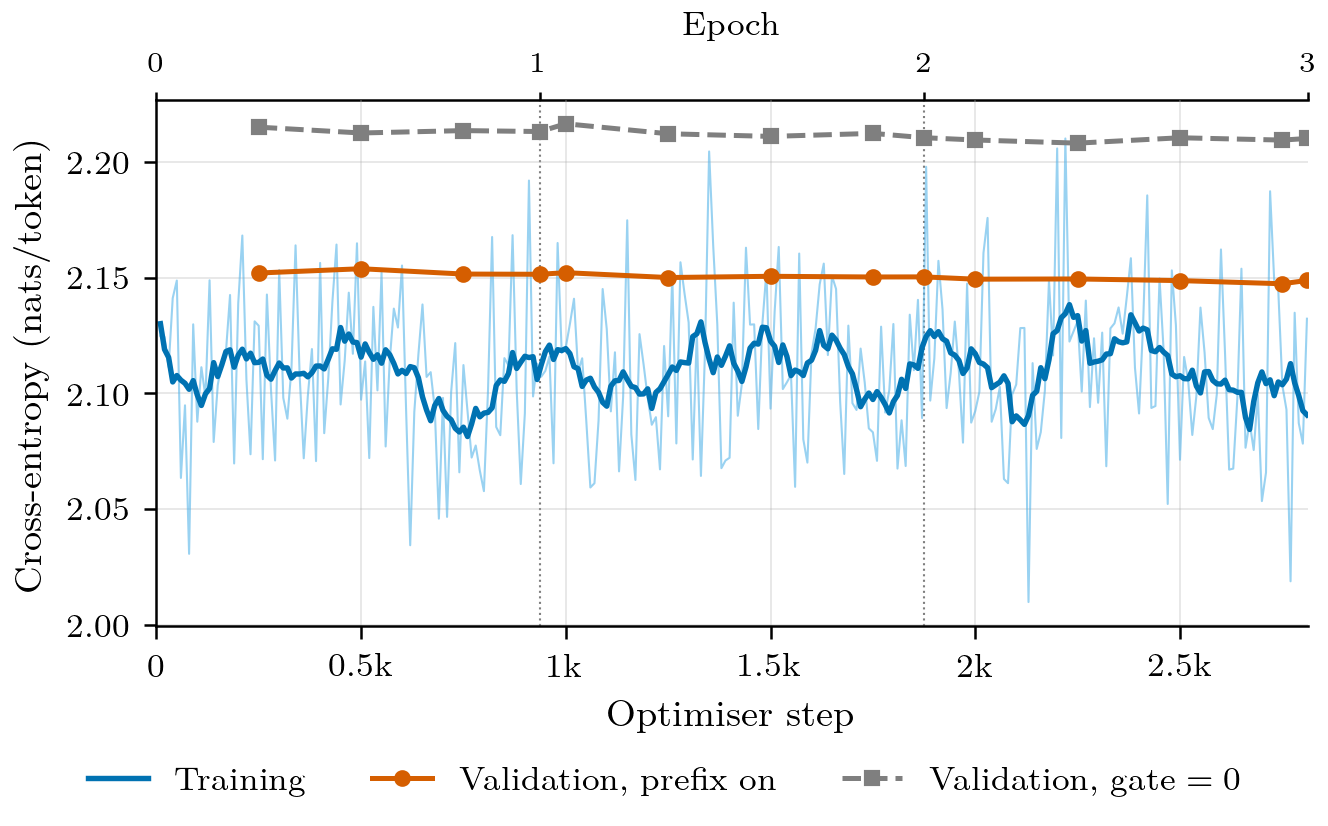 Epoch
0 1 2 3
Cross-entropy (nats/token)
2.20
2.15
2.10
2.05
2.00
0 0.5k 1k 1.5k 2k 2.5k
Optimiser step
Training Validation, prefix on Validation, gate = 0